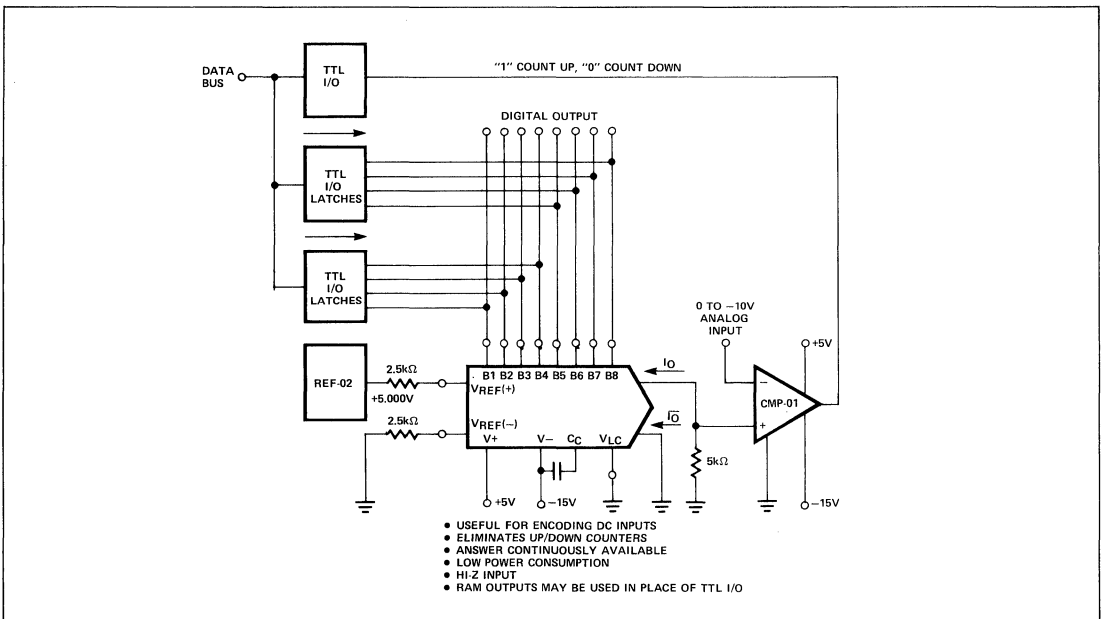 DATA
BUS
TTL
I/O
"1" COUNT UP, "0" COUNT DOWN
DIGITAL OUTPUT
TTL
I/O
LATCHES
TTL
I/O
LATCHES
0 TO −10V
ANALOG
INPUT
+5V
REF-02
2.5kΩ
+5.000V
B1 B2 B3 B4 B5 B6 B7 B8
VREF(+)
IO
−
CMP-01
+
2.5kΩ
VREF(−)
I̅O̅
V+
V−
CC
VLC
5kΩ
+5V
−15V
−15V
• USEFUL FOR ENCODING DC INPUTS
• ELIMINATES UP/DOWN COUNTERS
• ANSWER CONTINUOUSLY AVAILABLE
• LOW POWER CONSUMPTION
• HI-Z INPUT
• RAM OUTPUTS MAY BE USED IN PLACE OF TTL I/O